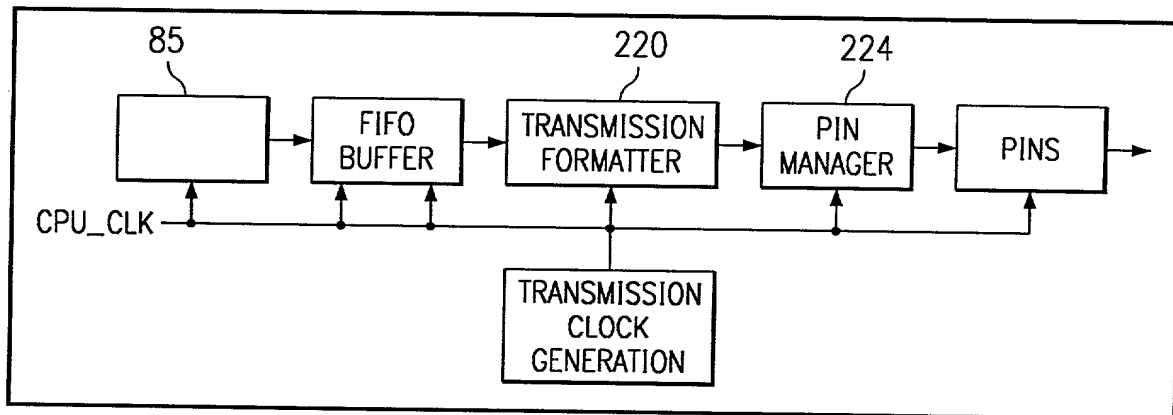 85
220
224
FIFO
BUFFER
TRANSMISSION
FORMATTER
PIN
MANAGER
PINS
CPU_CLK
TRANSMISSION
CLOCK
GENERATION